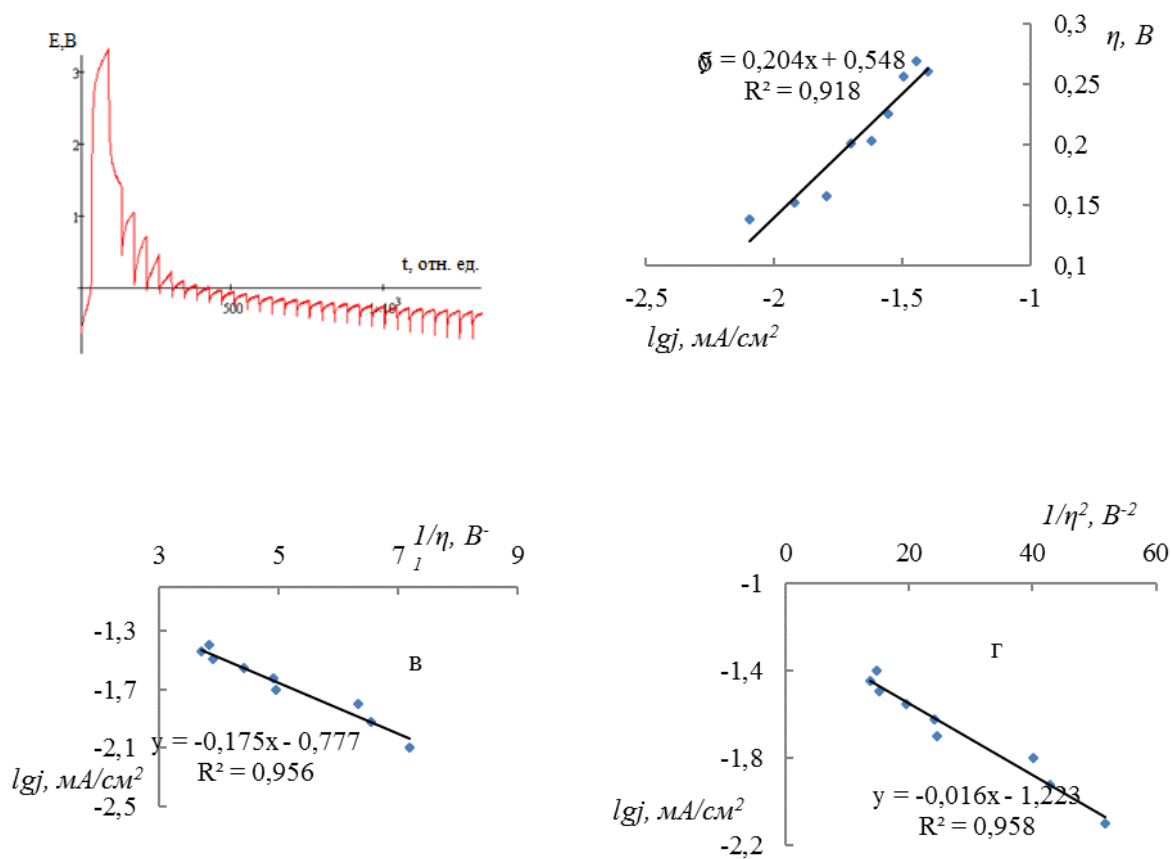 E,B
3
2
1
t, отн. ед.
500
1×10³
0,3
η, В
б
y = 0,204x + 0,548
R² = 0,918
0,25
0,2
0,15
0,1
-2,5
-2
-1,5
-1
lgj, мА/см²
1/η, В-
1
3
5
7
9
-1,3
-1,7
-2,1
-2,5
в
y = -0,175x - 0,777
R² = 0,956
lgj, мА/см²
1/η², В⁻²
0
20
40
60
-1
-1,4
-1,8
-2,2
г
y = -0,016x - 1,223
R² = 0,958
lgj, мА/см²